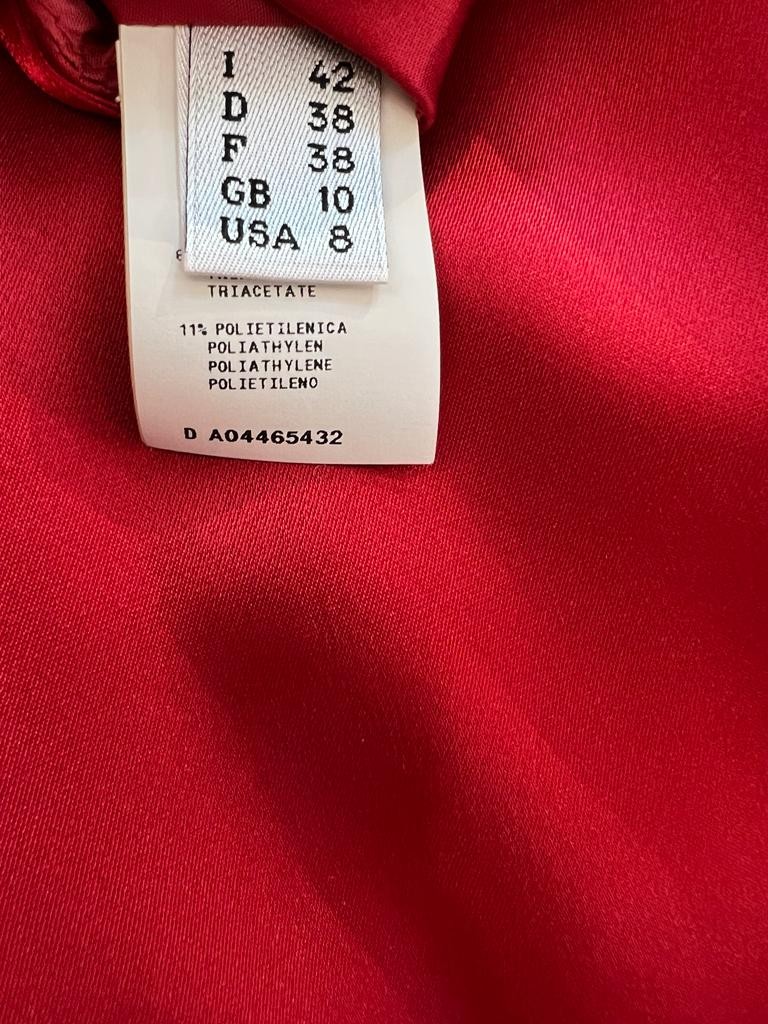 I 42
D 38
F 38
GB 10
USA 8
TRIACETATE
11% POLIETILENICA
POLIATHYLEN
POLIATHYLENE
POLIETILENO
D A04465432